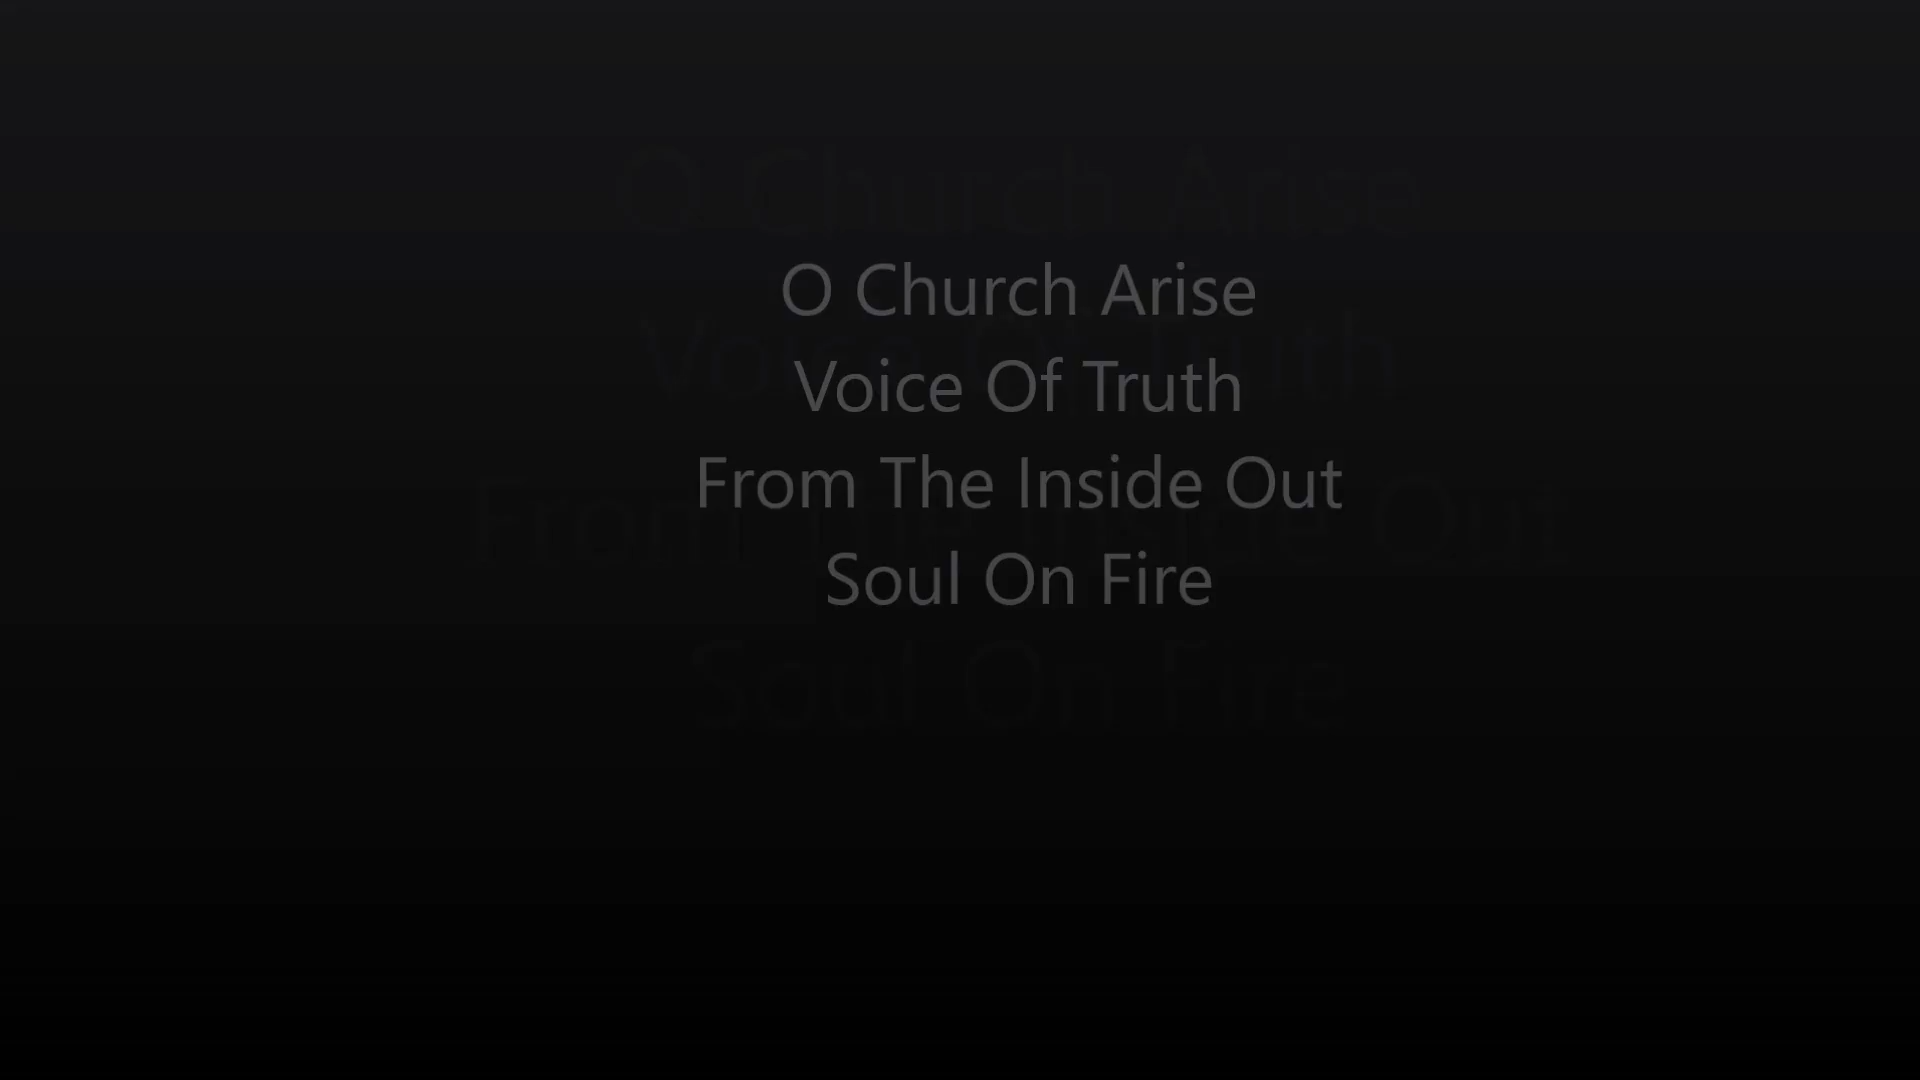 O Church Arise
Voice Of Truth
From The Inside Out
Soul On Fire